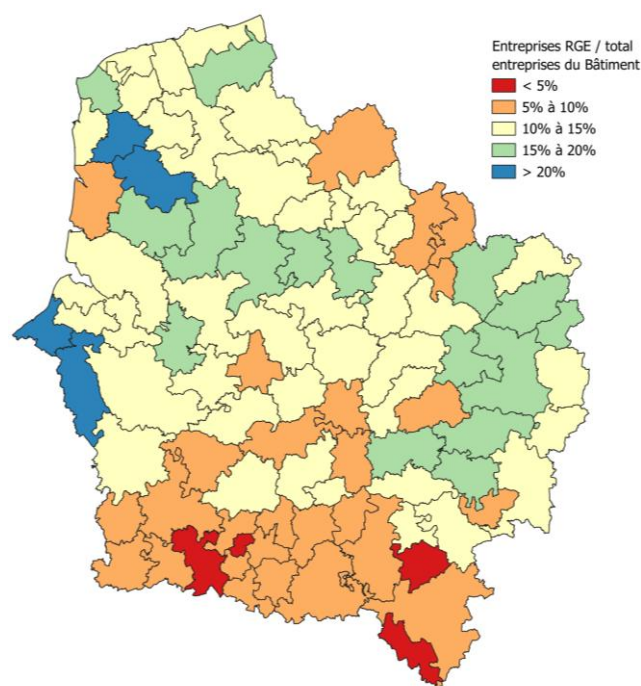 Entreprises RGE / total
entreprises du Bâtiment
< 5%
5% à 10%
10% à 15%
15% à 20%
> 20%